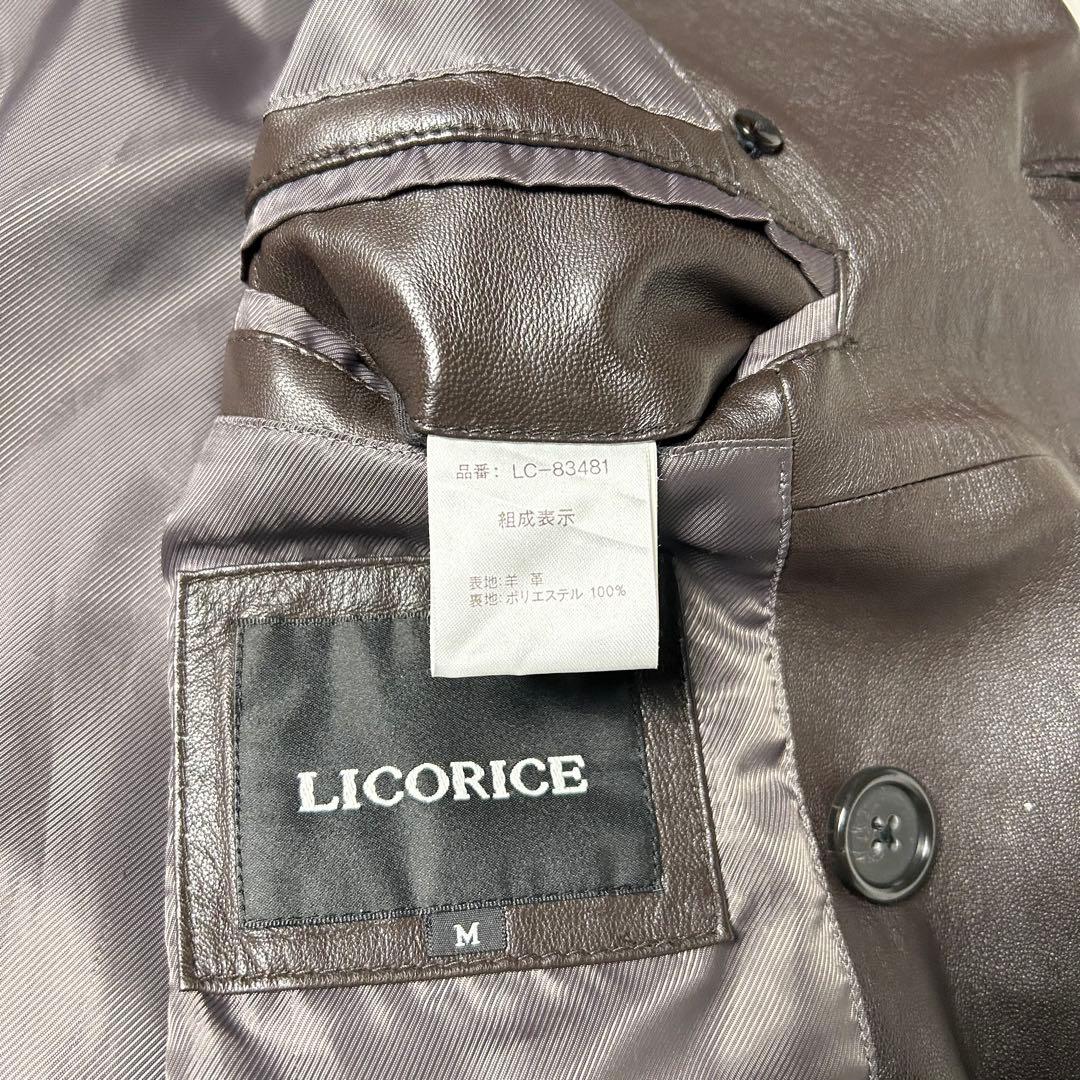 品番: LC-83481
組成表示
表地:羊 革
裏地:ポリエステル 100%
LICORICE
M